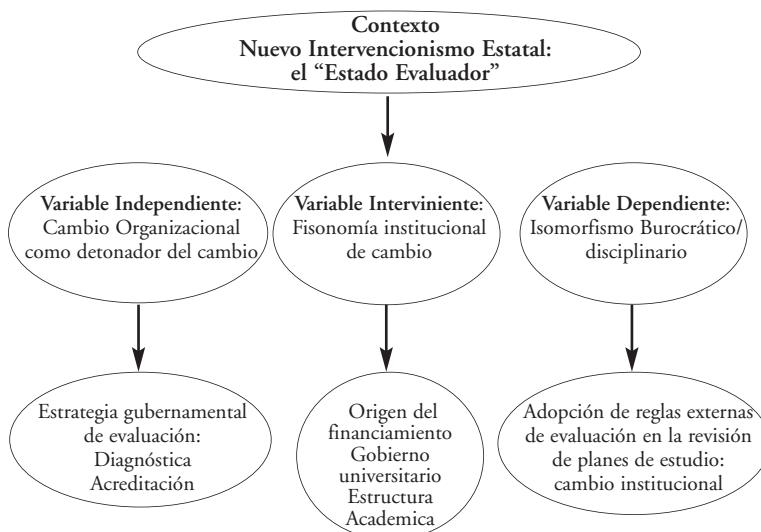 Contexto
Nuevo Intervencionismo Estatal:
el “Estado Evaluador”
Variable Independiente:
Cambio Organizacional
como detonador del cambio
Variable Interviniente:
Fisonomía institucional
de cambio
Variable Dependiente:
Isomorfismo Burocrático/
disciplinario
Estrategia gubernamental
de evaluación:
Diagnóstica
Acreditación
Origen del
financiamiento
Gobierno
universitario
Estructura
Academica
Adopción de reglas externas
de evaluación en la revisión
de planes de estudio:
cambio institucional